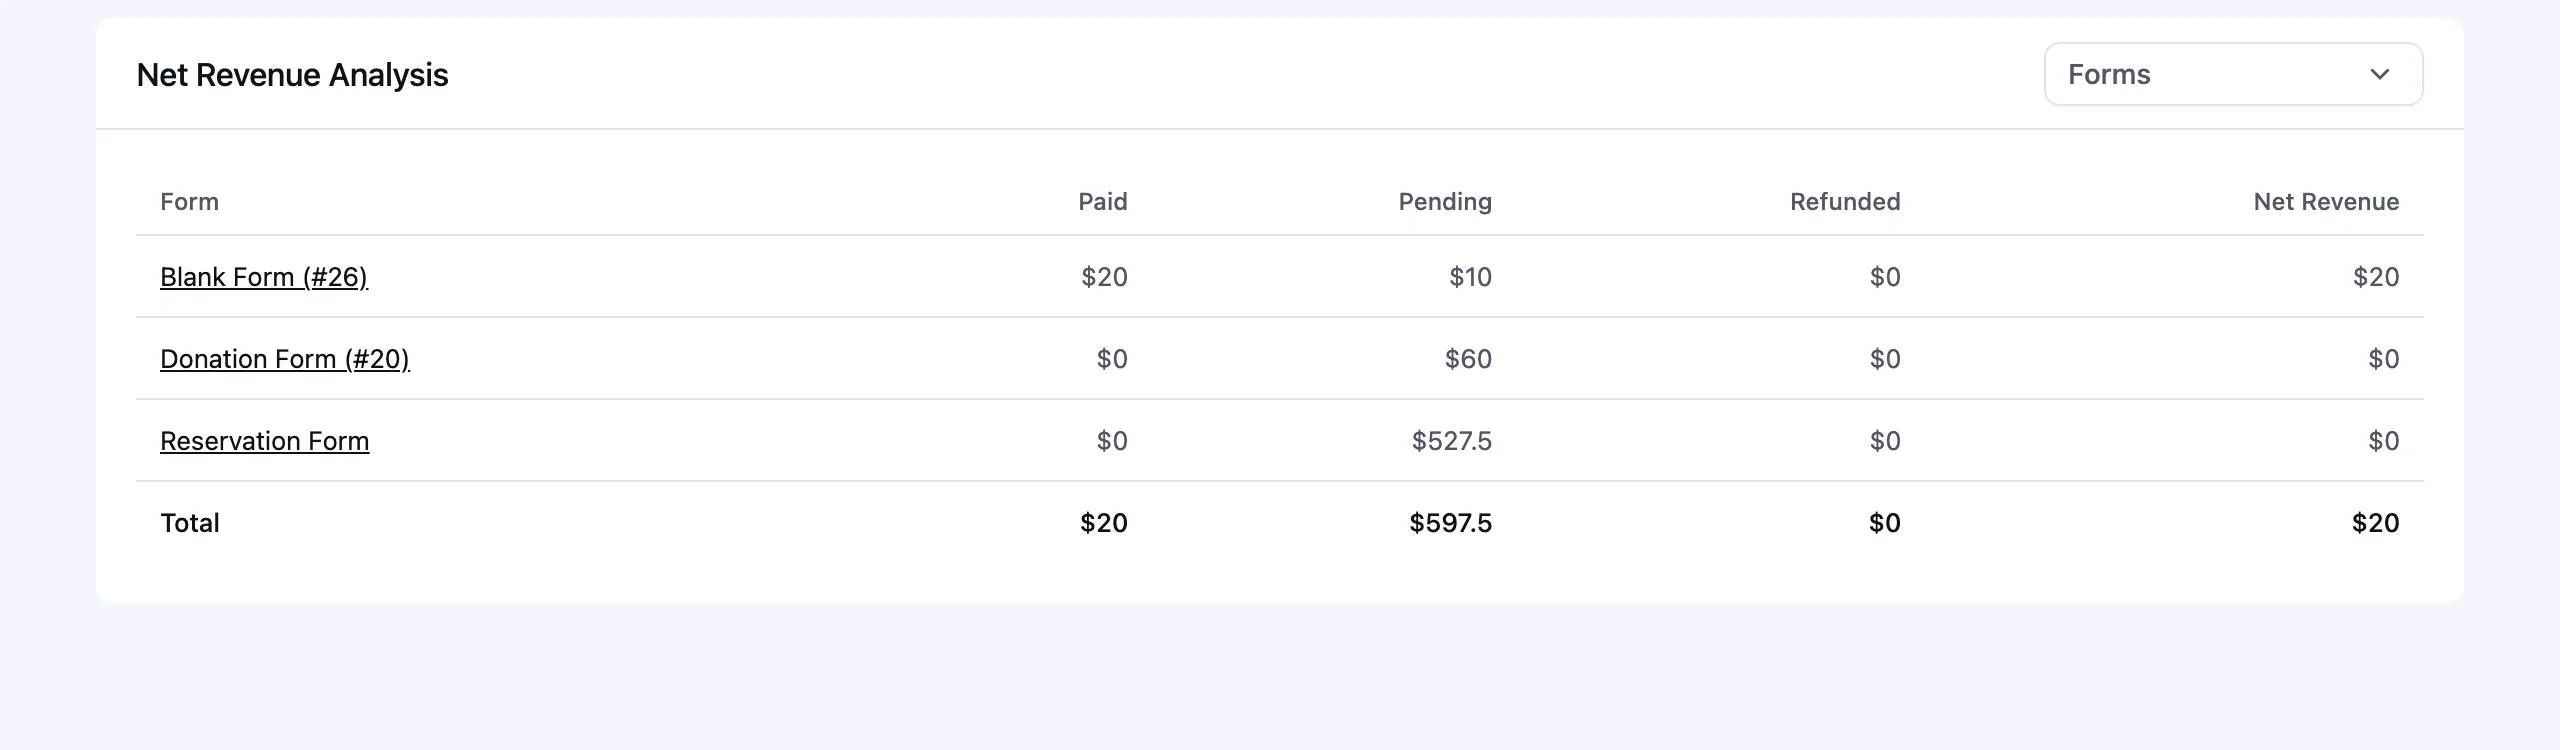 Net Revenue Analysis Forms
Form Paid Pending Refunded Net Revenue
Blank Form (#26) $20 $10 $0 $20
Donation Form (#20) $0 $60 $0 $0
Reservation Form $0 $527.5 $0 $0
Total $20 $597.5 $0 $20